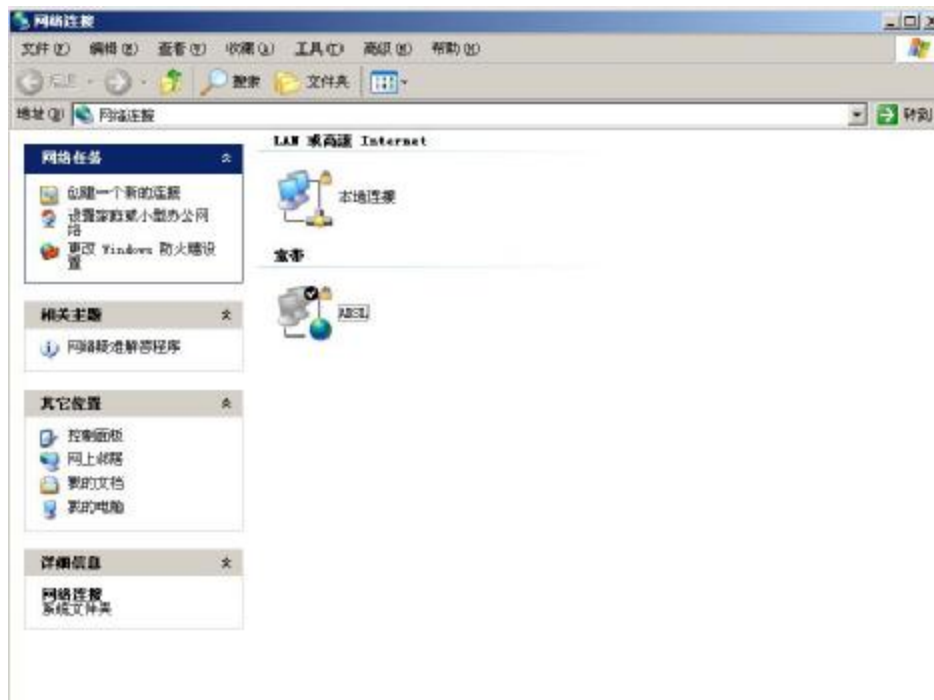 网络连接
文件(F) 编辑(E) 查看(V) 收藏(A) 工具(T) 高级(N) 帮助(H)
后退 搜索 文件夹
地址(D) 网络连接 转到
LAN 或高速 Internet
本地连接
宽带
ADSL
网络任务
创建一个新的连接
设置家庭或小型办公网
络
更改 Windows 防火墙设
置
相关主题
网络疑难解答程序
其它位置
控制面板
网上邻居
我的文档
我的电脑
详细信息
网络连接
系统文件夹